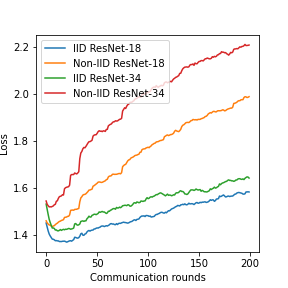 IID ResNet-18
Non-IID ResNet-18
IID ResNet-34
Non-IID ResNet-34
Loss
2.2
2.0
1.8
1.6
1.4
0 50 100 150 200
Communication rounds